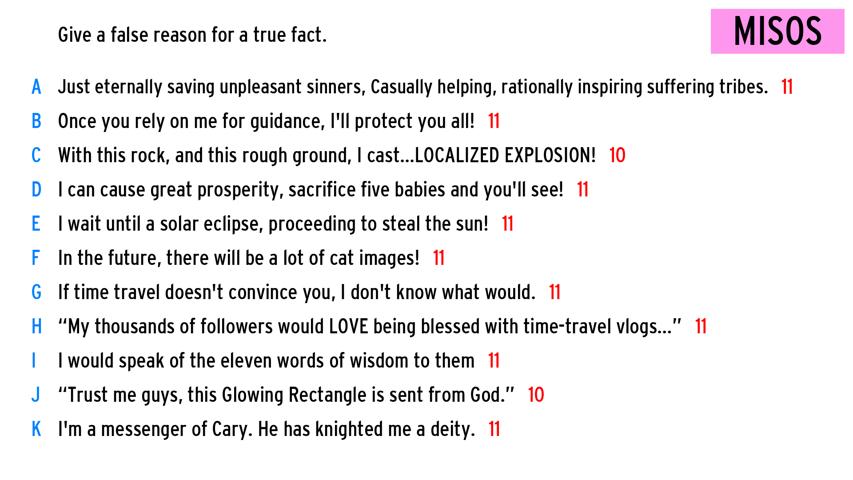 Give a false reason for a true fact.
MISOS
A Just eternally saving unpleasant sinners, Casually helping, rationally inspiring suffering tribes. 11
B Once you rely on me for guidance, I'll protect you all! 11
C With this rock, and this rough ground, I cast...LOCALIZED EXPLOSION! 10
D I can cause great prosperity, sacrifice five babies and you'll see! 11
E I wait until a solar eclipse, proceeding to steal the sun! 11
F In the future, there will be a lot of cat images! 11
G If time travel doesn't convince you, I don't know what would. 11
H “My thousands of followers would LOVE being blessed with time-travel vlogs...” 11
I I would speak of the eleven words of wisdom to them 11
J “Trust me guys, this Glowing Rectangle is sent from God.” 10
K I'm a messenger of Cary. He has knighted me a deity. 11